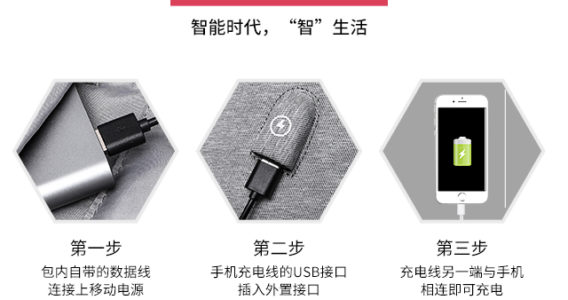 智能时代，“智”生活
第一步
包内自带的数据线
连接上移动电源
第二步
手机充电线的USB接口
插入外置接口
第三步
充电线另一端与手机
相连即可充电